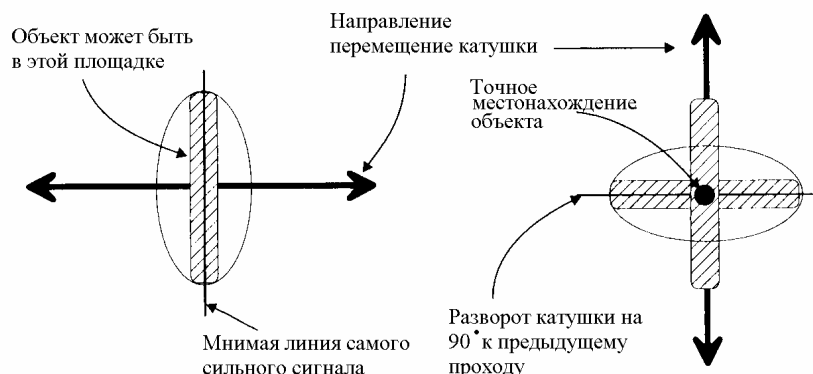 Объект может быть
в этой площадке
Направление
перемещение катушки
Точное
местонахождение
объекта
Мнимая линия самого
сильного сигнала
Разворот катушки на
90° к предыдущему
проходу